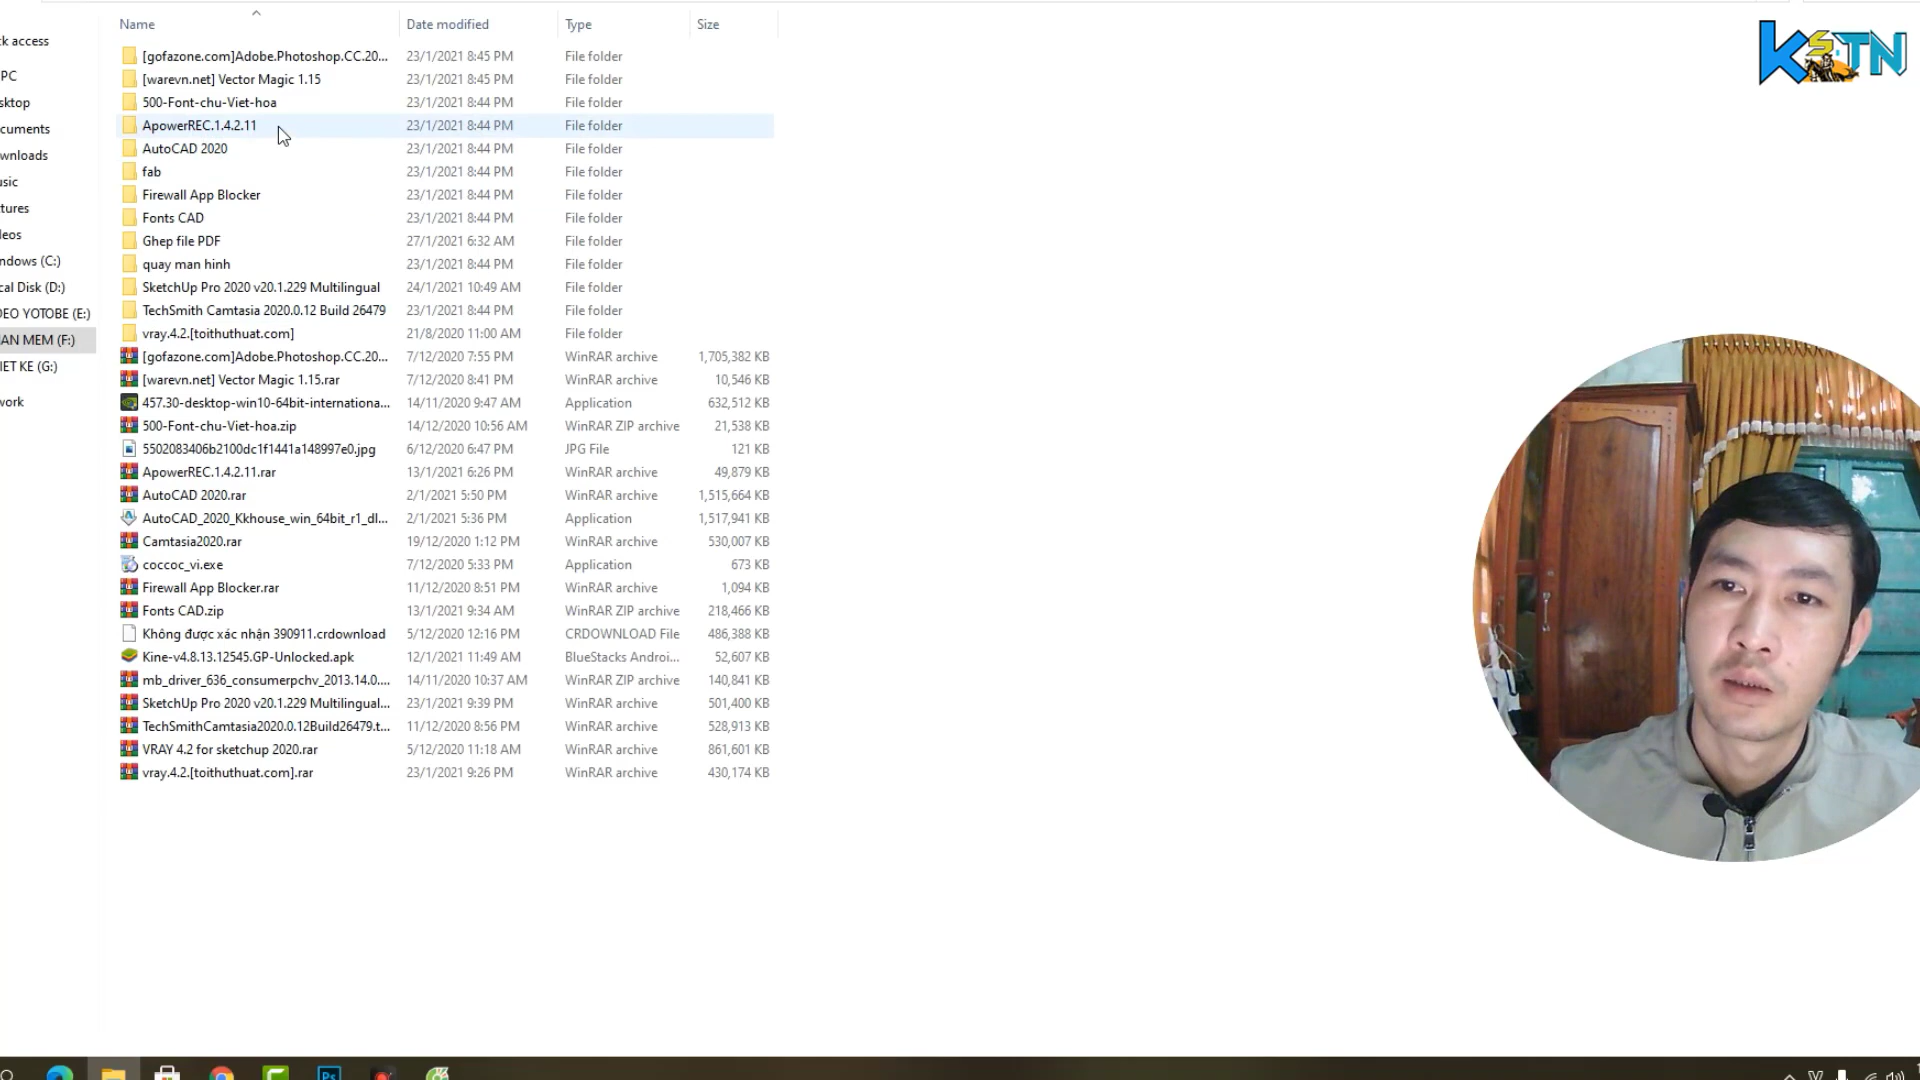 Name Date modified Type Size
[gofazone.com]Adobe.Photoshop.CC.20... 23/1/2021 8:45 PM File folder
[warevn.net] Vector Magic 1.15 23/1/2021 8:45 PM File folder
500-Font-chu-Viet-hoa 23/1/2021 8:44 PM File folder
ApowerREC.1.4.2.11 23/1/2021 8:44 PM File folder
AutoCAD 2020 23/1/2021 8:44 PM File folder
fab 23/1/2021 8:44 PM File folder
Firewall App Blocker 23/1/2021 8:44 PM File folder
Fonts CAD 23/1/2021 8:44 PM File folder
Ghep file PDF 27/1/2021 6:32 AM File folder
quay man hinh 23/1/2021 8:44 PM File folder
SketchUp Pro 2020 v20.1.229 Multilingual 24/1/2021 10:49 AM File folder
TechSmith Camtasia 2020.0.12 Build 26479 23/1/2021 8:44 PM File folder
vray.4.2.[toithuthuat.com] 21/8/2020 11:00 AM File folder
[gofazone.com]Adobe.Photoshop.CC.20... 7/12/2020 7:55 PM WinRAR archive 1,705,382 KB
[warevn.net] Vector Magic 1.15.rar 7/12/2020 8:41 PM WinRAR archive 10,546 KB
457.30-desktop-win10-64bit-internationa... 14/11/2020 9:47 AM Application 632,512 KB
500-Font-chu-Viet-hoa.zip 14/12/2020 10:56 AM WinRAR ZIP archive 21,538 KB
5502083406b2100dc1f1441a148997e0.jpg 6/12/2020 6:47 PM JPG File 121 KB
ApowerREC.1.4.2.11.rar 13/1/2021 6:26 PM WinRAR archive 49,879 KB
AutoCAD 2020.rar 2/1/2021 5:50 PM WinRAR archive 1,515,664 KB
AutoCAD_2020_Kkhouse_win_64bit_r1_dl... 2/1/2021 5:36 PM Application 1,517,941 KB
Camtasia2020.rar 19/12/2020 1:12 PM WinRAR archive 530,007 KB
coccoc_vi.exe 7/12/2020 5:33 PM Application 673 KB
Firewall App Blocker.rar 11/12/2020 8:51 PM WinRAR archive 1,094 KB
Fonts CAD.zip 13/1/2021 9:34 AM WinRAR ZIP archive 218,466 KB
Không được xác nhận 390911.crdownload 5/12/2020 12:16 PM CRDOWNLOAD File 486,388 KB
Kine-v4.8.13.12545.GP-Unlocked.apk 12/1/2021 11:49 AM BlueStacks Androi... 52,607 KB
mb_driver_636_consumerpchv_2013.14.0.... 14/11/2020 10:37 AM WinRAR ZIP archive 140,841 KB
SketchUp Pro 2020 v20.1.229 Multilingual... 23/1/2021 9:39 PM WinRAR archive 501,400 KB
TechSmithCamtasia2020.0.12Build26479.t... 11/12/2020 8:56 PM WinRAR archive 528,913 KB
VRAY 4.2 for sketchup 2020.rar 5/12/2020 11:18 AM WinRAR archive 861,601 KB
vray.4.2.[toithuthuat.com].rar 23/1/2021 9:26 PM WinRAR archive 430,174 KB
ck access
PC
sktop
cuments
wnloads
usic
tures
leos
ndows (C:)
cal Disk (D:)
DEO YOTOBE (E:)
AN MEM (F:)
IET KE (G:)
work
KSTN
Ps